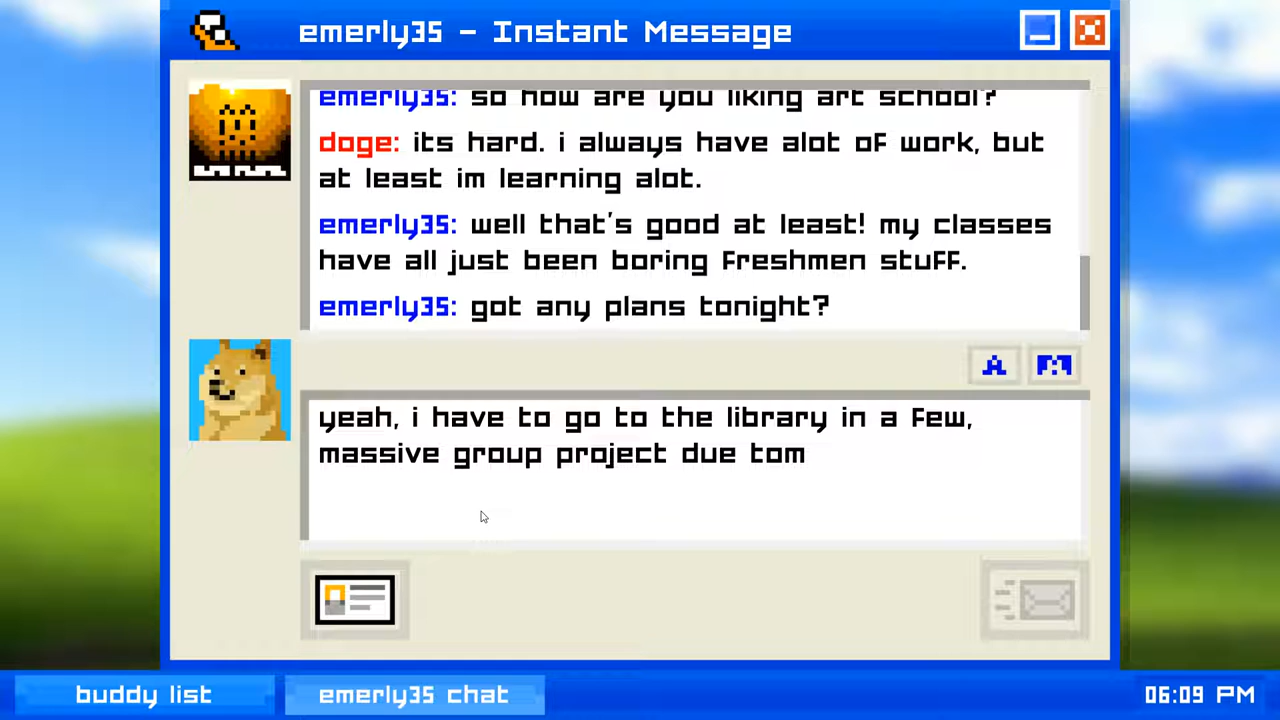 emerly35 - Instant Message
emerly35: so how are you liking art school?
doge: its hard. i always have alot of work, but
at least im learning alot.
emerly35: well that's good at least! my classes
have all just been boring freshmen stuff.
emerly35: got any plans tonight?
A
yeah, i have to go to the library in a few,
massive group project due tom
buddy list
emerly35 chat
06:09 PM